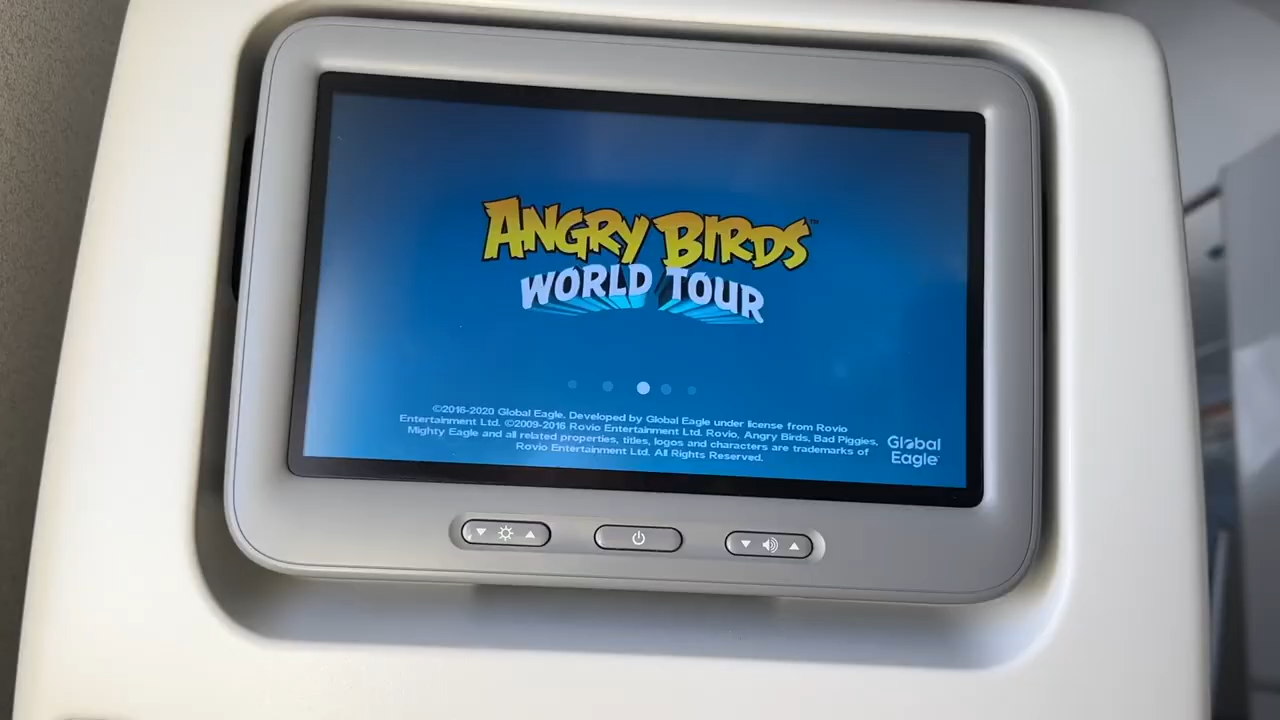 ANGRY BIRDS™
WORLD TOUR
©2016-2020 Global Eagle. Developed by Global Eagle under license from Rovio
Entertainment Ltd. ©2009-2016 Rovio Entertainment Ltd. Rovio, Angry Birds, Bad Piggies,
Mighty Eagle and all related properties, titles, logos and characters are trademarks of
Rovio Entertainment Ltd. All Rights Reserved.
Global
Eagle